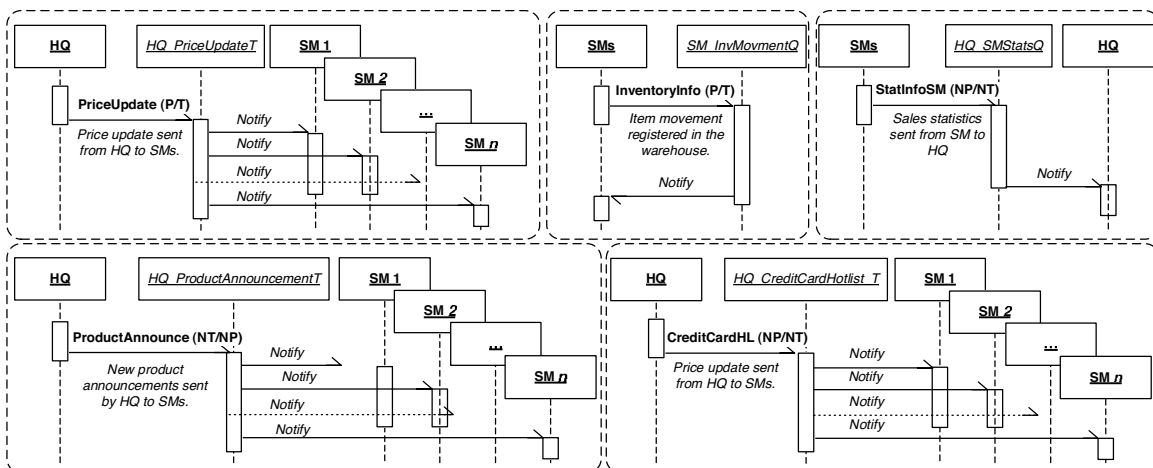 HQ
HQ_PriceUpdateT
SM 1
SM 2
...
SM n
PriceUpdate (P/T)
Price update sent
from HQ to SMs.
Notify
Notify
Notify
Notify
SMs
SM_InvMovmentQ
InventoryInfo (P/T)
Item movement
registered in the
warehouse.
Notify
SMs
HQ_SMStatsQ
HQ
StatInfoSM (NP/NT)
Sales statistics
sent from SM to
HQ
Notify
HQ
HQ_ProductAnnouncementT
SM 1
SM 2
...
SM n
ProductAnnounce (NT/NP)
New product
announcements sent
by HQ to SMs.
Notify
Notify
Notify
Notify
HQ
HQ_CreditCardHotlist_T
SM 1
SM 2
...
SM n
CreditCardHL (NP/NT)
Price update sent
from HQ to SMs.
Notify
Notify
Notify
Notify